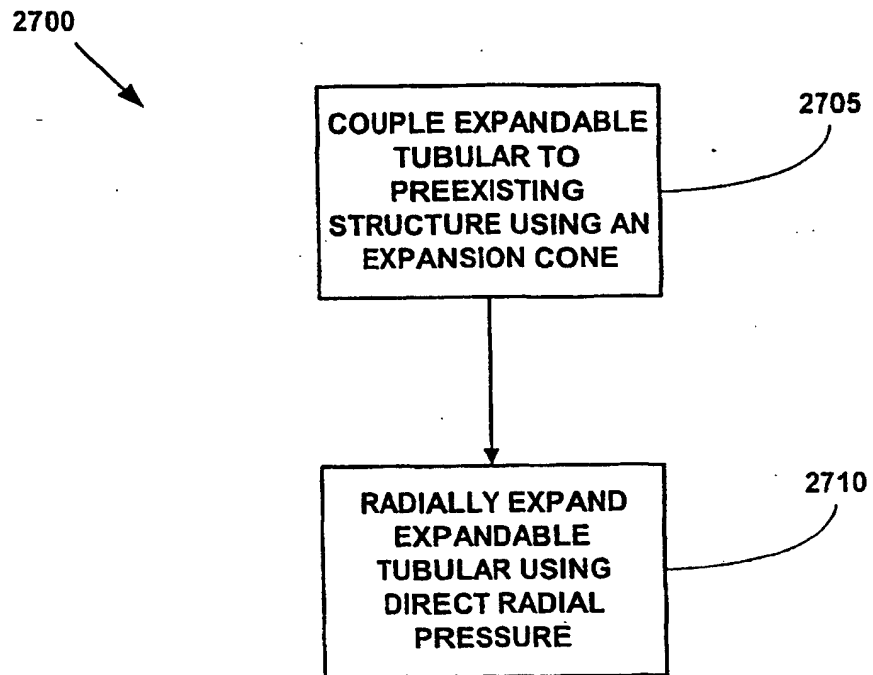 2700
COUPLE EXPANDABLE
TUBULAR TO
PREEXISTING
STRUCTURE USING AN
EXPANSION CONE
2705
RADIALLY EXPAND
EXPANDABLE
TUBULAR USING
DIRECT RADIAL
PRESSURE
2710